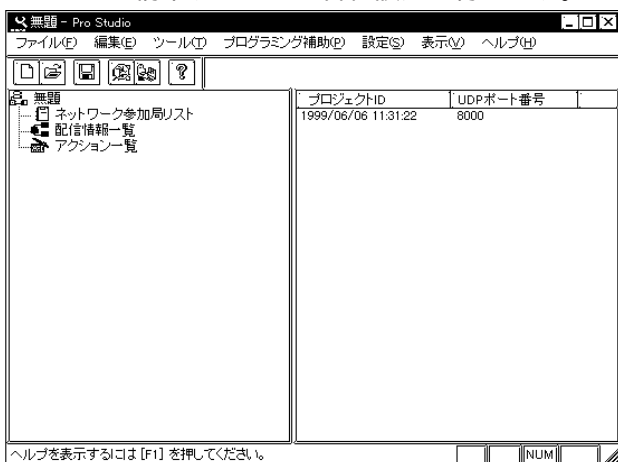 無題 - Pro Studio
ファイル(F) 編集(E) ツール(T) プログラミング補助(P) 設定(S) 表示(V) ヘルプ(H)
無題
ネットワーク参加局リスト
配信情報一覧
アクション一覧
プロジェクトID UDPポート番号
1999/06/06 11:31:22 8000
ヘルプを表示するには [F1] を押してください。
NUM